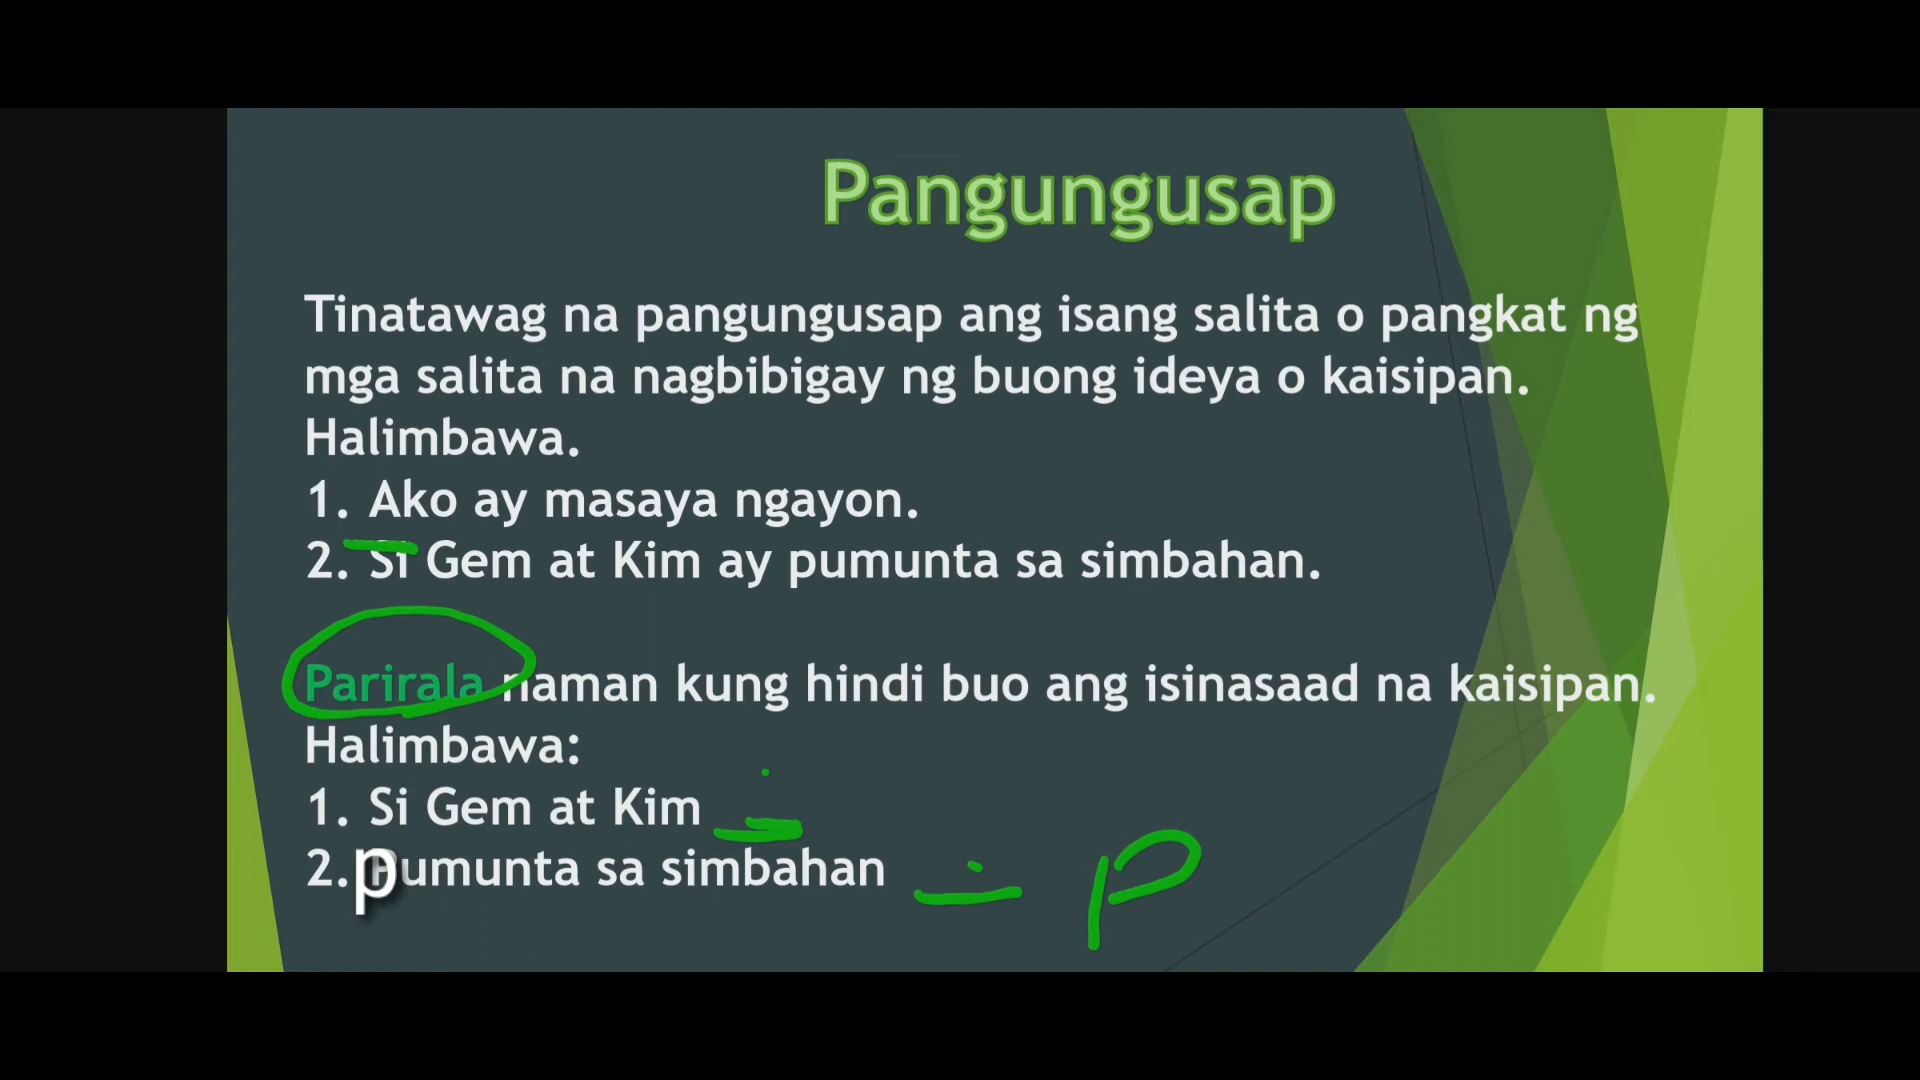 Pangungusap
Tinatawag na pangungusap ang isang salita o pangkat ng
mga salita na nagbibigay ng buong ideya o kaisipan.
Halimbawa.
1. Ako ay masaya ngayon.
2. Si Gem at Kim ay pumunta sa simbahan.
Parirala naman kung hindi buo ang isinasaad na kaisipan.
Halimbawa:
1. Si Gem at Kim
2. Pumunta sa simbahan
p
p